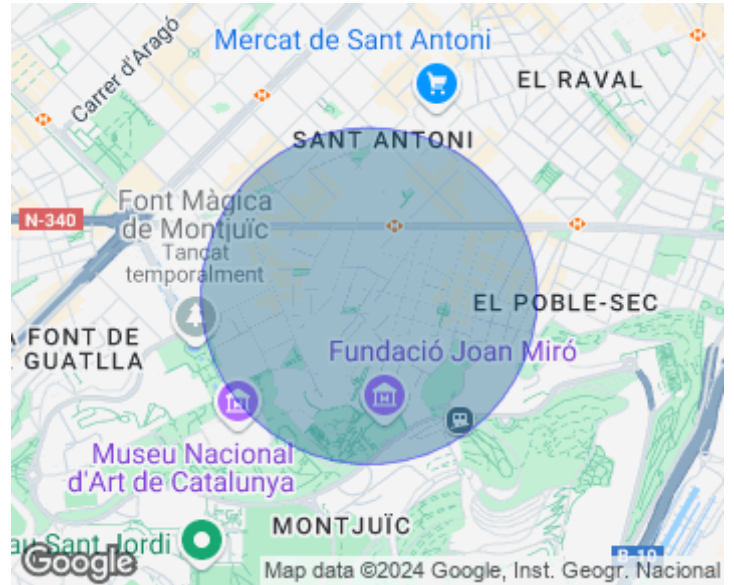 Carrer d'Aragó
Mercat de Sant Antoni
EL RAVAL
SANT ANTONI
Font Màgica
de Montjuïc
Tancat
temporalment
N-340
EL POBLE-SEC
A FONT DE
GUATLLA
Fundació Joan Miró
Museu Nacional
d'Art de Catalunya
MONTJUÏC
au Sant Jordi
B-10
Google
Map data ©2024 Google, Inst. Geogr. Nacional